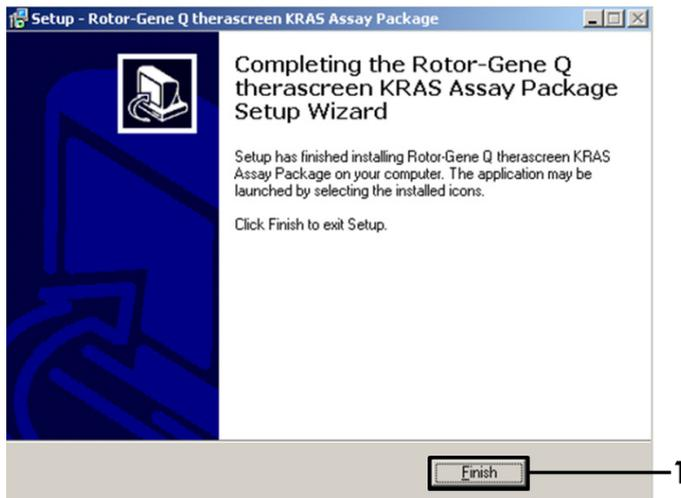 Setup - Rotor-Gene Q therascreen KRAS Assay Package
Completing the Rotor-Gene Q
therascreen KRAS Assay Package
Setup Wizard
Setup has finished installing Rotor-Gene Q therascreen KRAS
Assay Package on your computer. The application may be
launched by selecting the installed icons.
Click Finish to exit Setup.
Finish
1